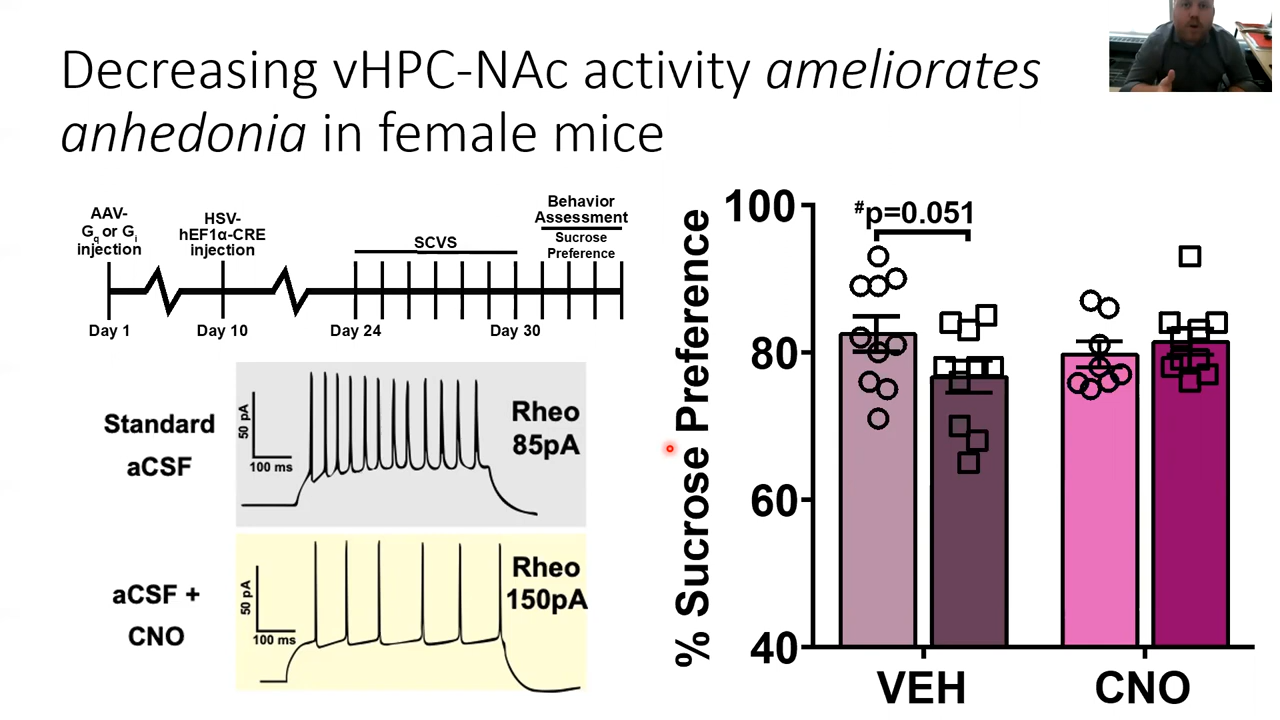 Decreasing vHPC-NAc activity ameliorates
anhedonia in female mice
AAV-
Gq or Gi
injection
HSV-
hEF1α-CRE
injection
SCVS
Behavior
Assessment
Sucrose
Preference
Day 1
Day 10
Day 24
Day 30
Standard
aCSF
50 pA
100 ms
Rheo
85pA
aCSF +
CNO
50 pA
100 ms
Rheo
150pA
% Sucrose Preference
100
80
60
40
#p=0.051
VEH
CNO